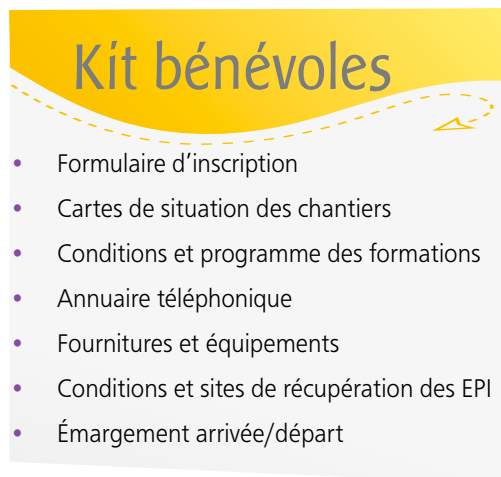 Kit bénévoles
• Formulaire d’inscription
• Cartes de situation des chantiers
• Conditions et programme des formations
• Annuaire téléphonique
• Fournitures et équipements
• Conditions et sites de récupération des EPI
• Émargement arrivée/départ